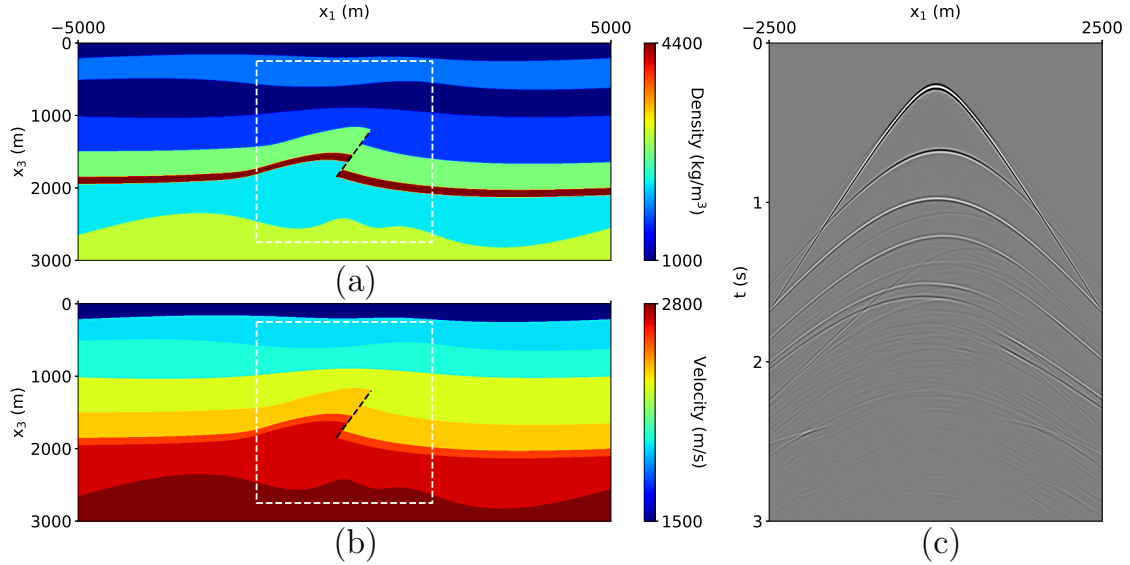 x₁ (m)
−5000 5000
0
1000
2000
3000
x₃ (m)
4400
1000
Density (kg/m³)
(a)
0
1000
2000
3000
x₃ (m)
2800
1500
Velocity (m/s)
(b)
x₁ (m)
−2500 2500
0
1
2
3
t (s)
(c)